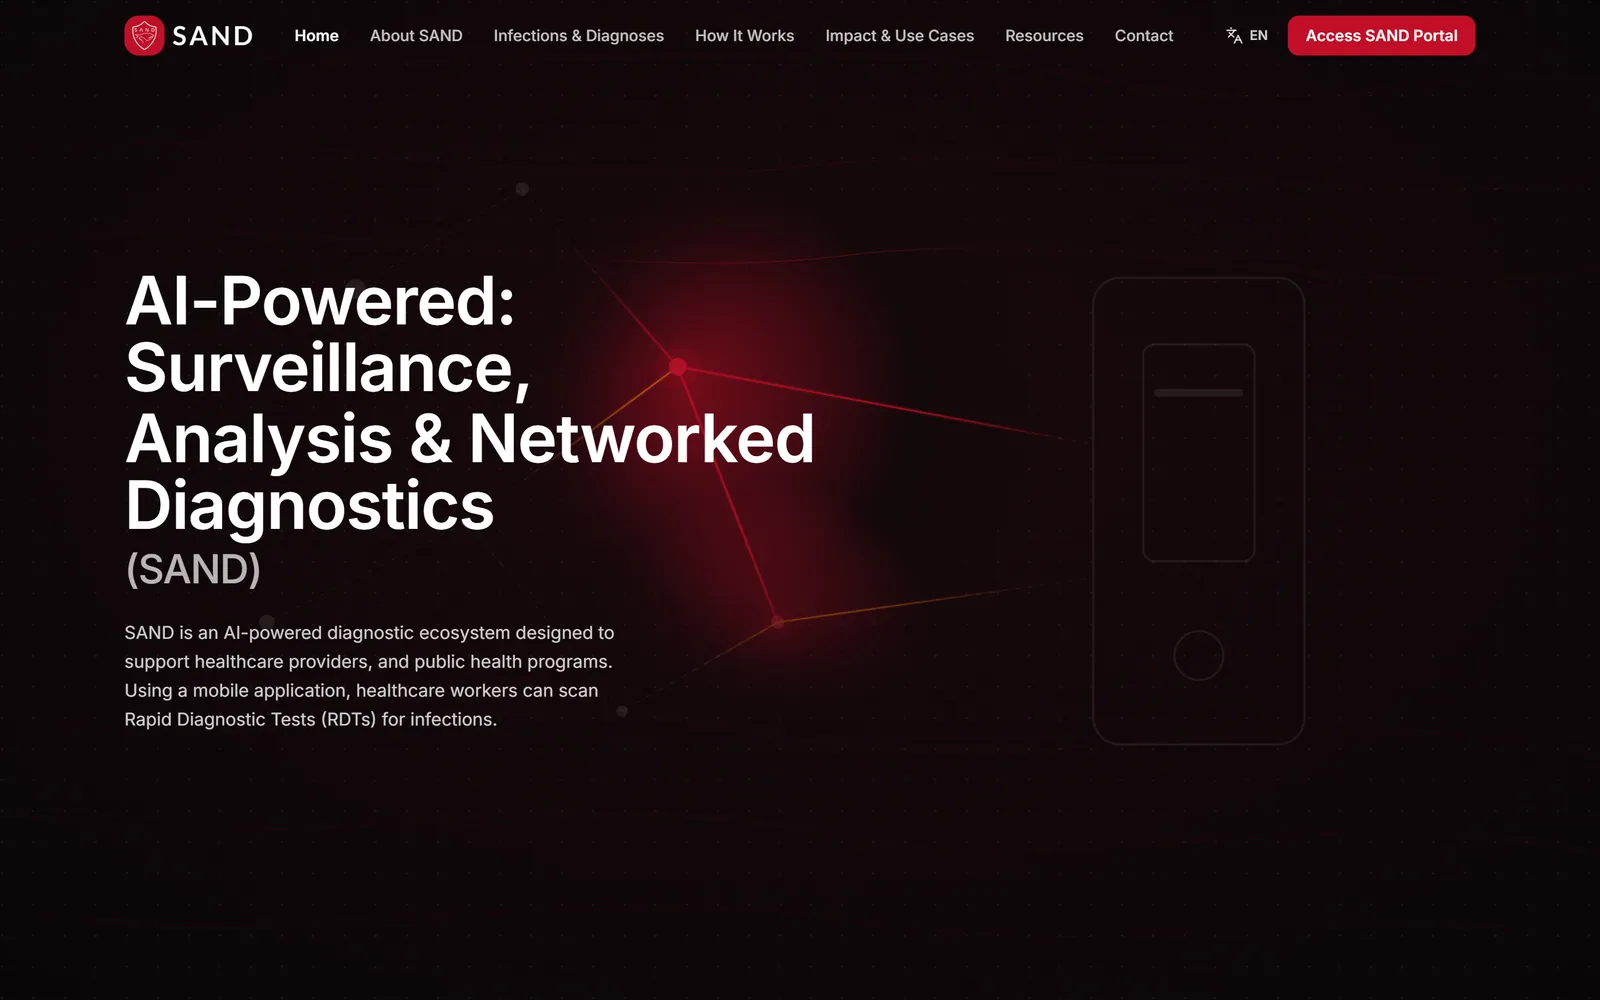 SAND
SAND
Home
About SAND
Infections & Diagnoses
How It Works
Impact & Use Cases
Resources
Contact
EN
Access SAND Portal
AI-Powered:
Surveillance,
Analysis & Networked
Diagnostics
(SAND)
SAND is an AI-powered diagnostic ecosystem designed to
support healthcare providers, and public health programs.
Using a mobile application, healthcare workers can scan
Rapid Diagnostic Tests (RDTs) for infections.